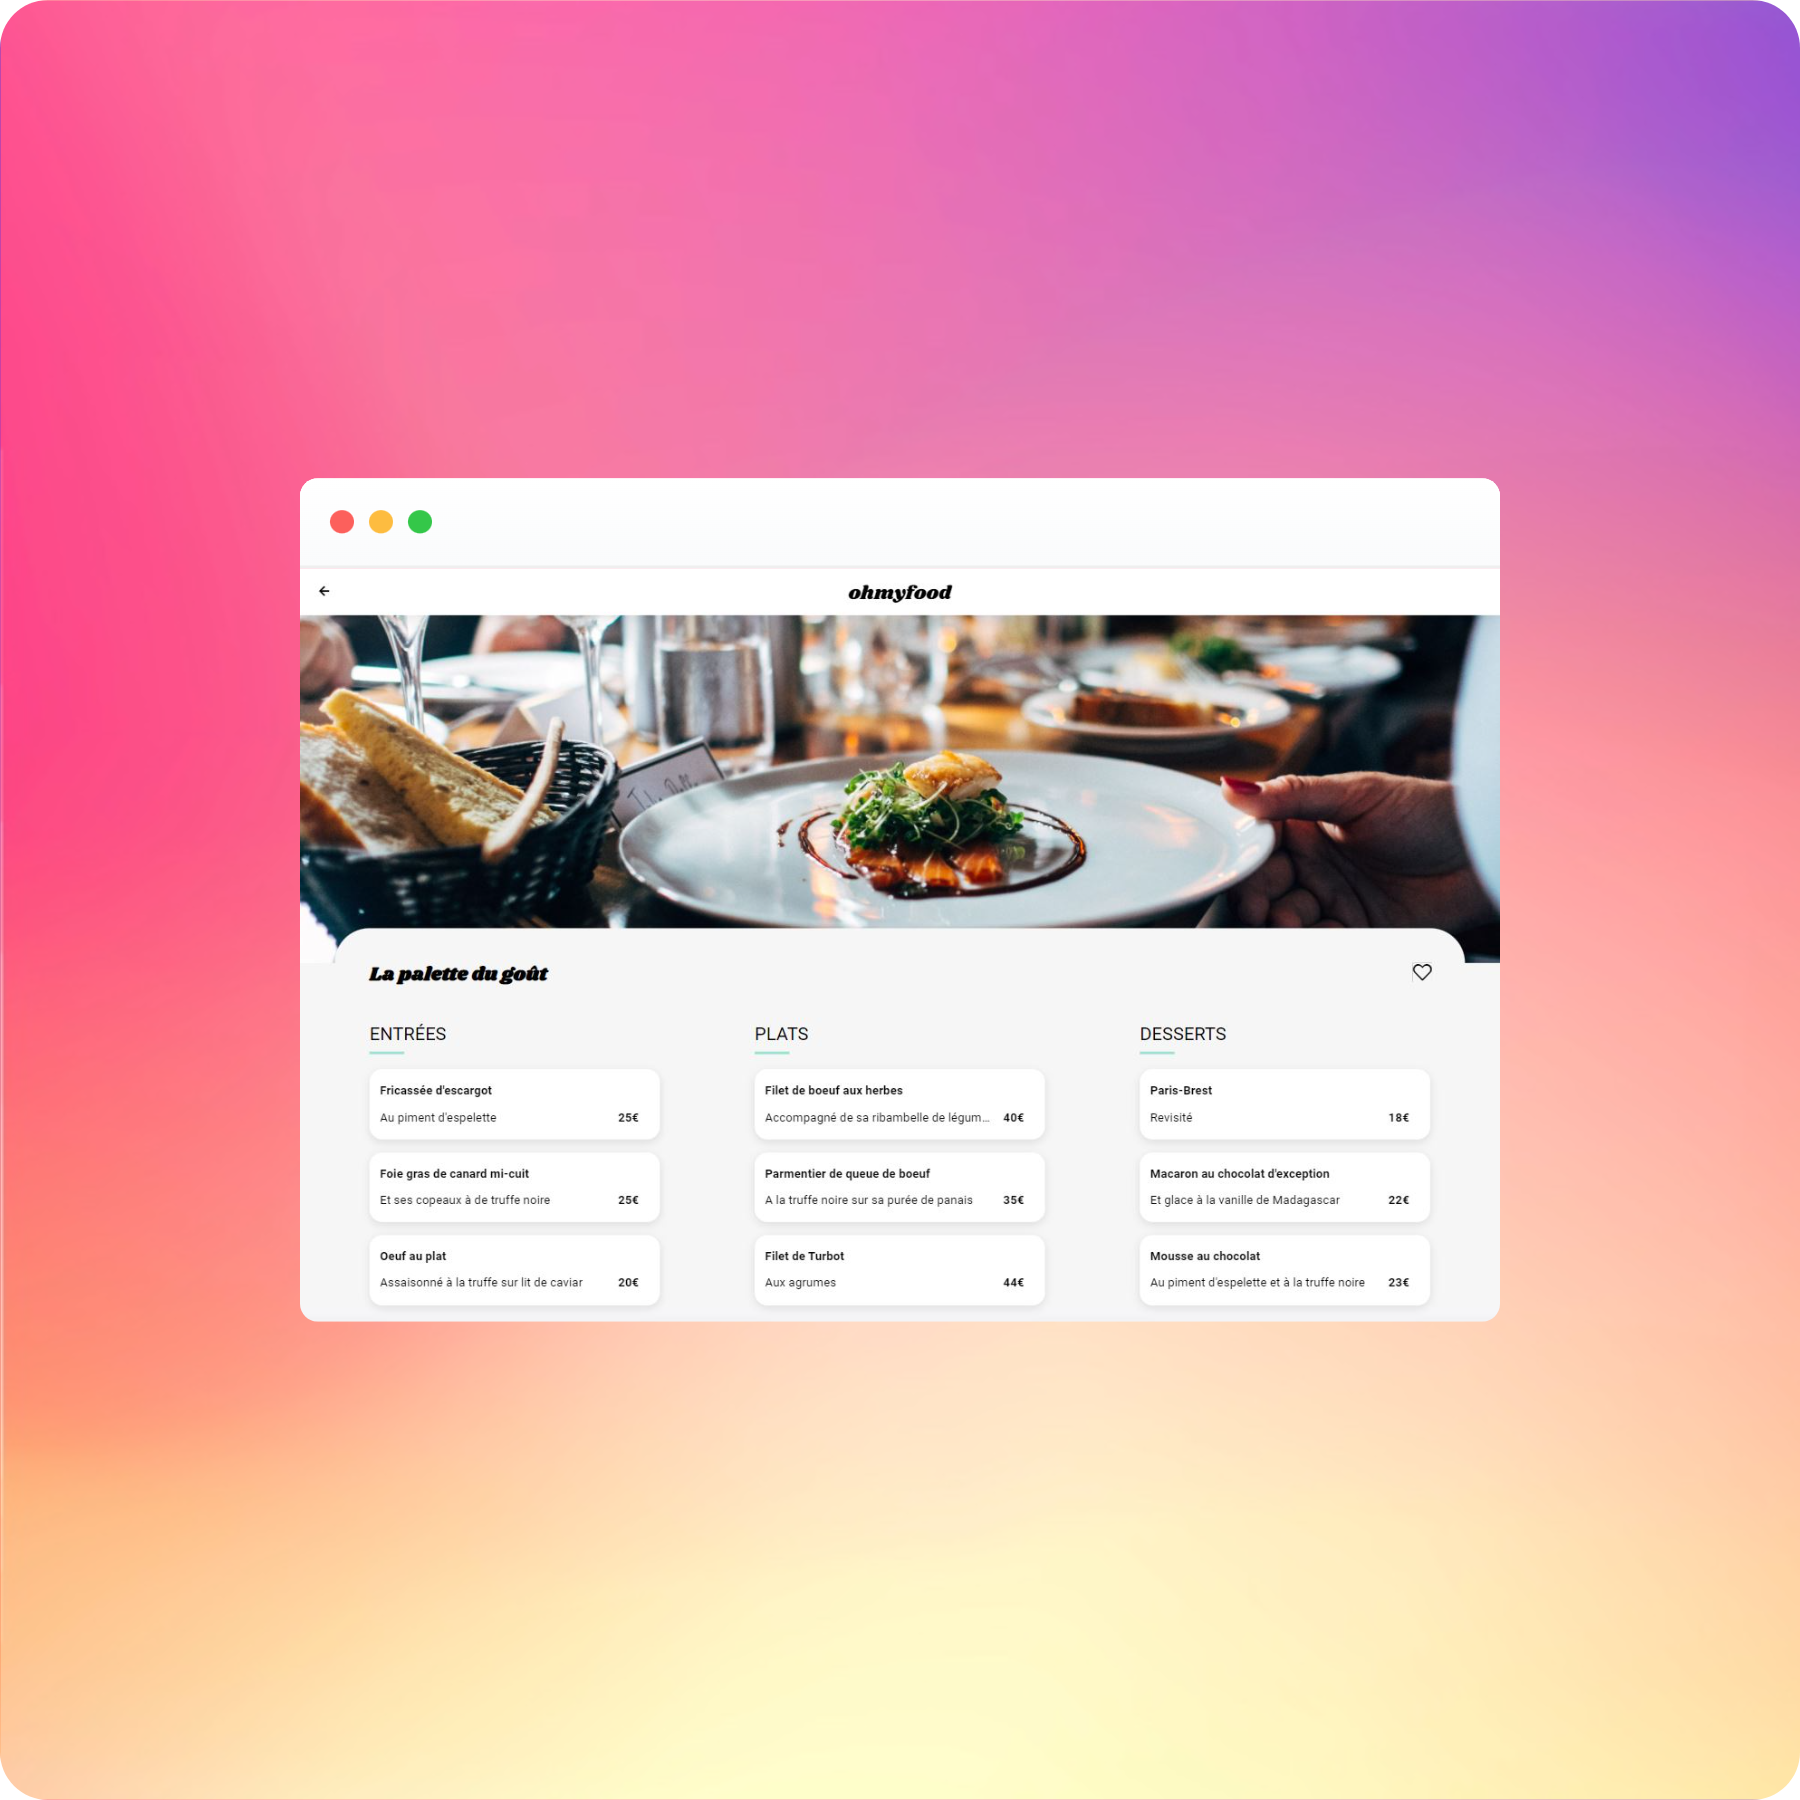 ohmyfood
La palette du goût
ENTRÉES
Fricassée d'escargot
Au piment d'espelette 25€
Foie gras de canard mi-cuit
Et ses copeaux à de truffe noire 25€
Oeuf au plat
Assaisonné à la truffe sur lit de caviar 20€
PLATS
Filet de boeuf aux herbes
Accompagné de sa ribambelle de légum... 40€
Parmentier de queue de boeuf
A la truffe noire sur sa purée de panais 35€
Filet de Turbot
Aux agrumes 44€
DESSERTS
Paris-Brest
Revisité 18€
Macaron au chocolat d'exception
Et glace à la vanille de Madagascar 22€
Mousse au chocolat
Au piment d'espelette et à la truffe noire 23€